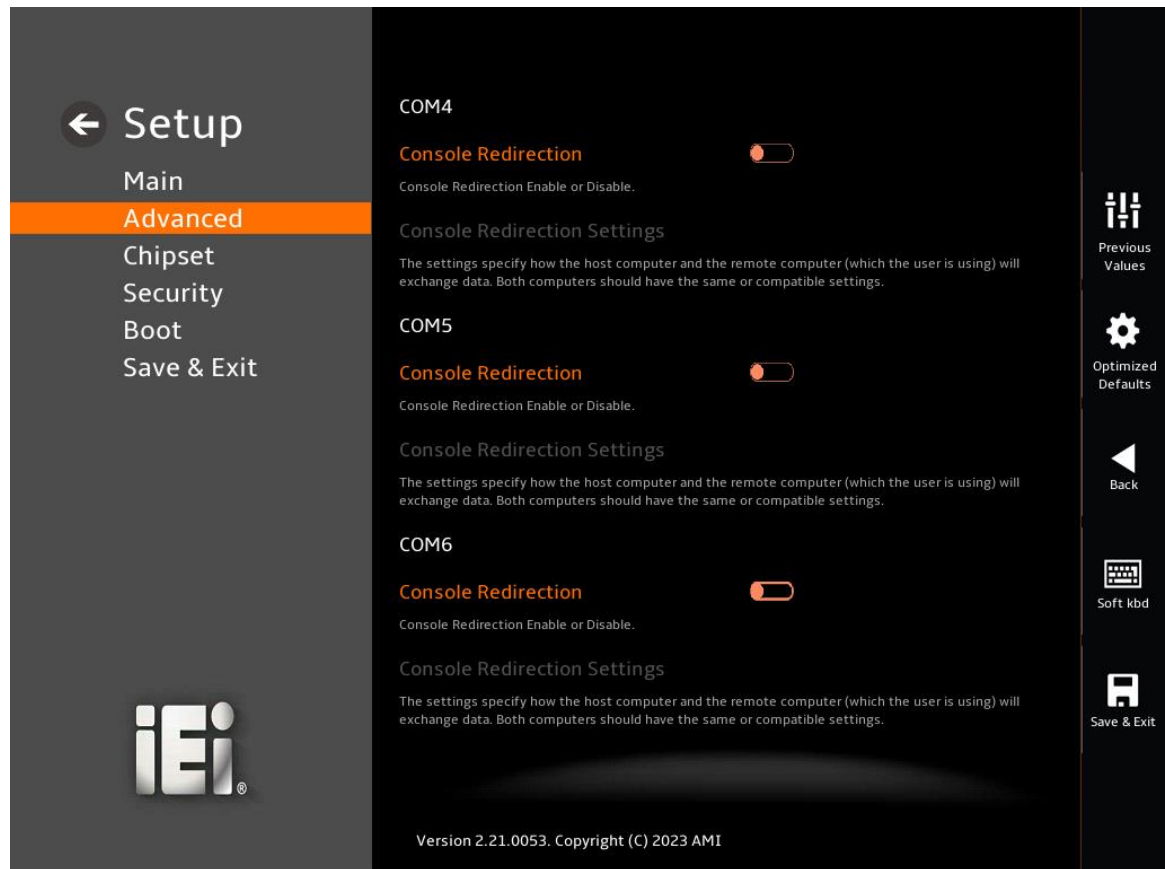 Setup
Main
Advanced
Chipset
Security
Boot
Save & Exit
iEi®
COM4
Console Redirection
Console Redirection Enable or Disable.
Console Redirection Settings
The settings specify how the host computer and the remote computer (which the user is using) will
exchange data. Both computers should have the same or compatible settings.
COM5
Console Redirection
Console Redirection Enable or Disable.
Console Redirection Settings
The settings specify how the host computer and the remote computer (which the user is using) will
exchange data. Both computers should have the same or compatible settings.
COM6
Console Redirection
Console Redirection Enable or Disable.
Console Redirection Settings
The settings specify how the host computer and the remote computer (which the user is using) will
exchange data. Both computers should have the same or compatible settings.
Version 2.21.0053. Copyright (C) 2023 AMI
Previous
Values
Optimized
Defaults
Back
Soft kbd
Save & Exit